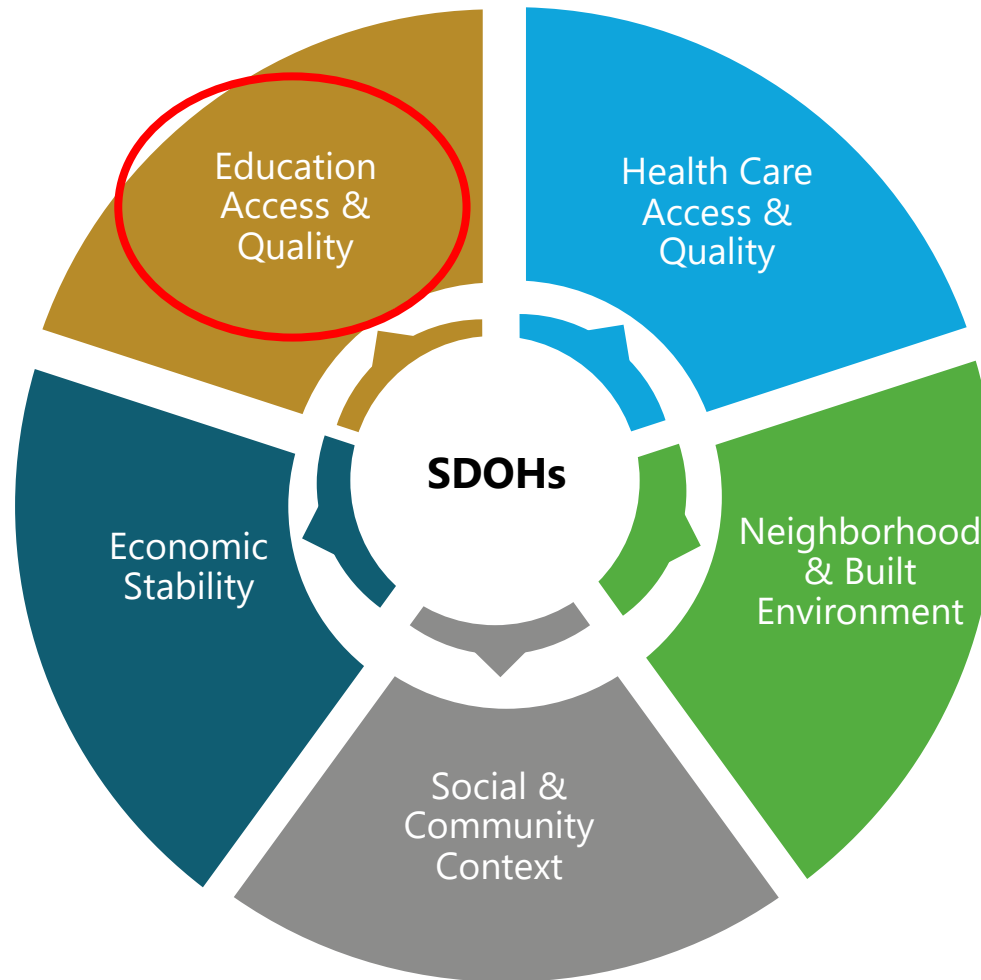 Education
Access &
Quality
Health Care
Access &
Quality
SDOHs
Economic
Stability
Neighborhood
& Built
Environment
Social &
Community
Context